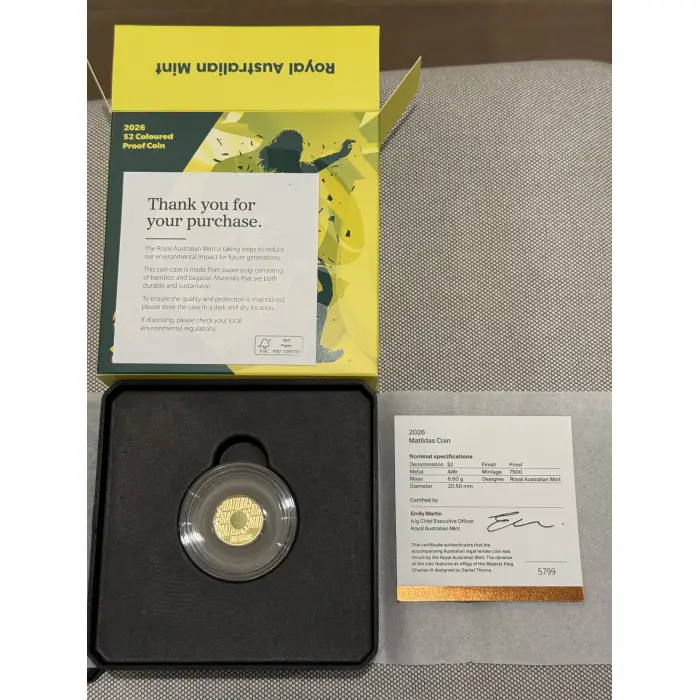 Royal Australian Mint
2026
$2 Coloured
Proof Coin
Thank you for
your purchase.
The Royal Australian Mint is taking steps to reduce
our environmental impact for future generations.
This coin case is made from paper pulp consisting
of bamboo and bagasse. Materials that are both
durable and sustainable.
To ensure the quality and protection is maintained,
please store the case in a dark and dry location.
If disposing, please check your local
environmental regulations.
FSC
MIX
Paper
2026
Matildas Coin
Nominal specifications
Denomination $2 Finish Proof
Metal AlBr Mintage 7500
Mass 6.60 g Designer Royal Australian Mint
Diameter 20.50 mm
Certified by
Emily Martin
A/g Chief Executive Officer
Royal Australian Mint
This certificate authenticates that the
accompanying Australian legal tender coin was
struck by the Royal Australian Mint. The obverse
of the coin features an effigy of His Majesty King
Charles III designed by Daniel Thorne.
5799